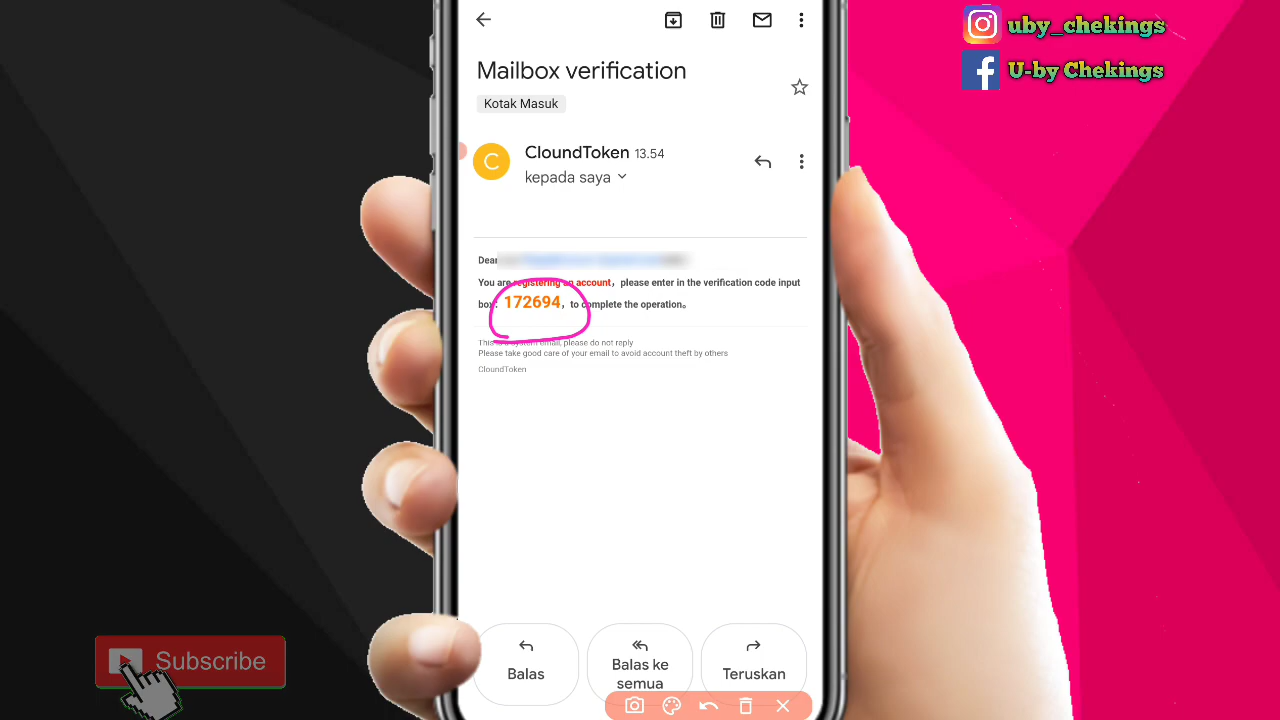 uby_chekings
U-by Chekings
Mailbox verification
Kotak Masuk
C
CloundToken 13.54
kepada saya
Dear
You are registering an account，please enter in the verification code input
box: 172694，to complete the operation。
This is a system email, please do not reply
Please take good care of your email to avoid account theft by others
CloundToken
Balas
Balas ke
semua
Teruskan
Subscribe